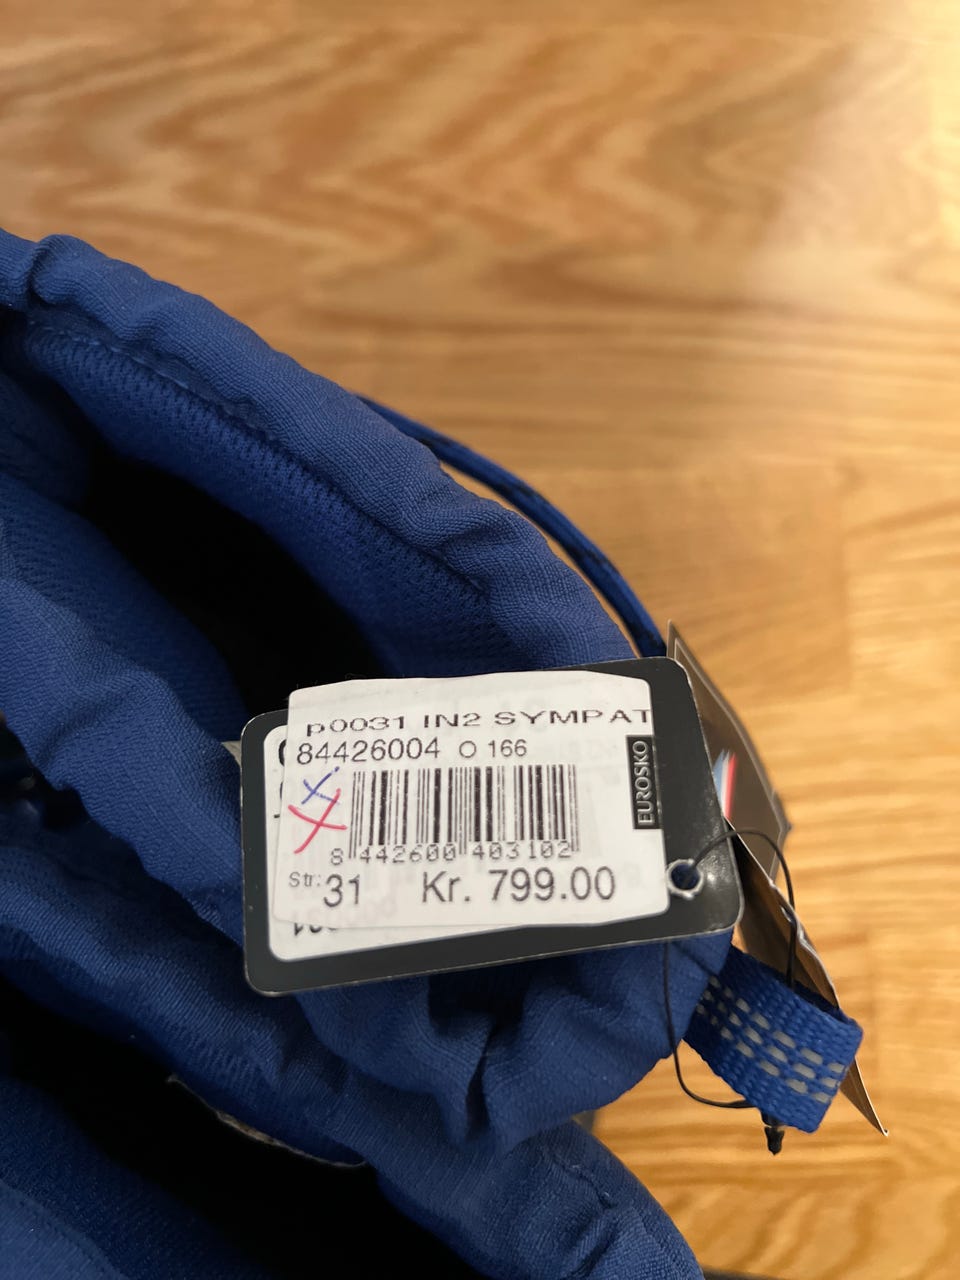 p0031 IN2 SYMPAT
84426004 O 166
EUROSKO
8 442600 403102
Str: 31 Kr. 799.00